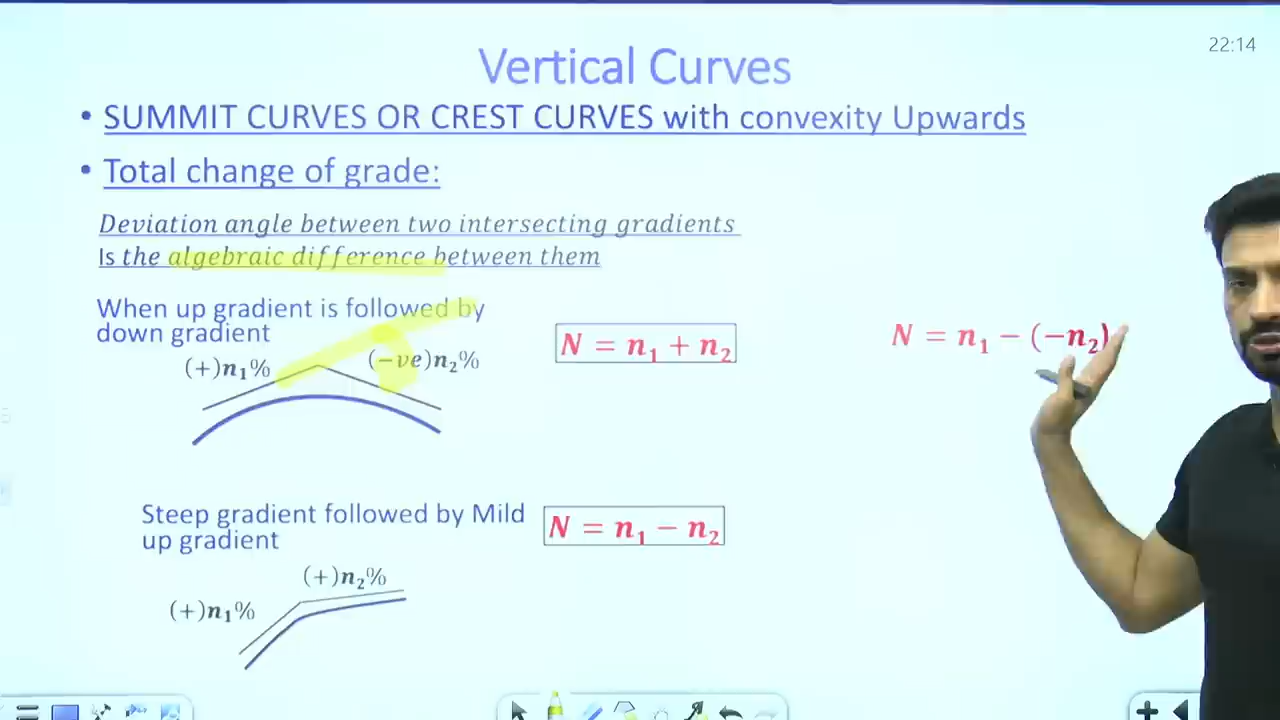 22:14
Vertical Curves
• SUMMIT CURVES OR CREST CURVES with convexity Upwards
• Total change of grade:
Deviation angle between two intersecting gradients
Is the algebraic difference between them
When up gradient is followed by
down gradient
(+)n₁%
(−ve)n₂%
N = n₁ + n₂
N = n₁ − (−n₂)
Steep gradient followed by Mild
up gradient
N = n₁ − n₂
(+)n₂%
(+)n₁%